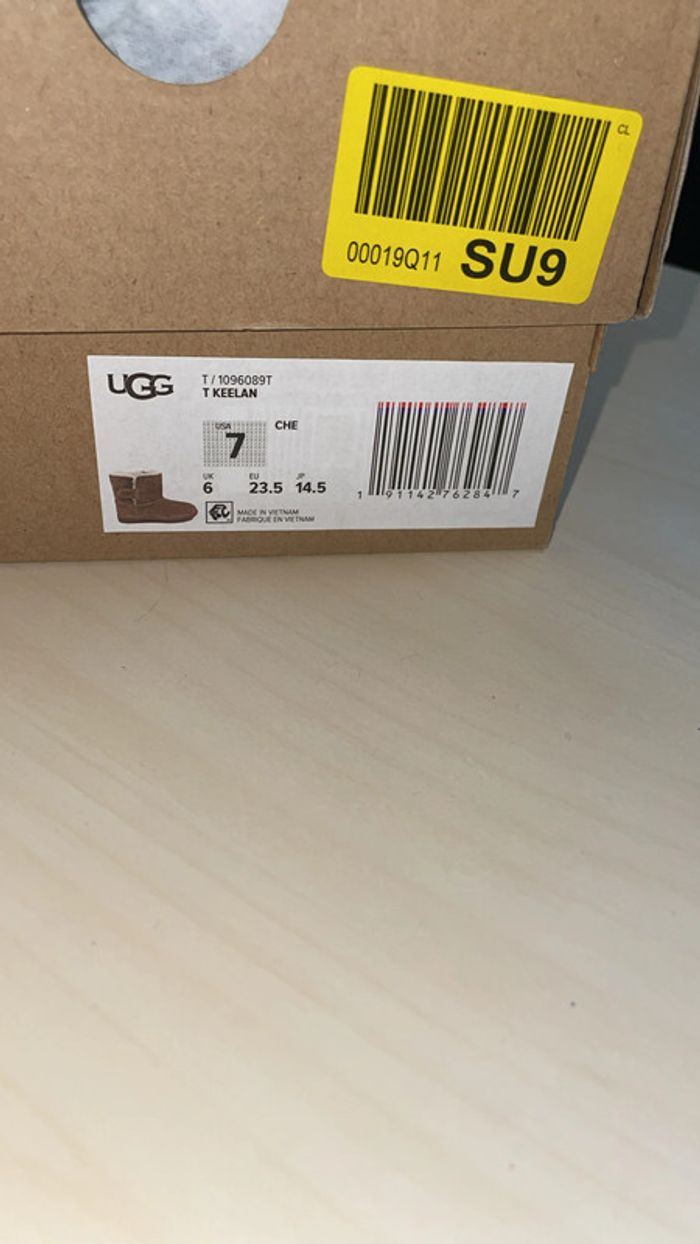 CL
00019Q11 SU9
UGG
T / 1096089T
T KEELAN
USA
7
CHE
UK EU JP
6 23.5 14.5
MADE IN VIETNAM
FABRIQUE EN VIETNAM
1 91142 76284 7